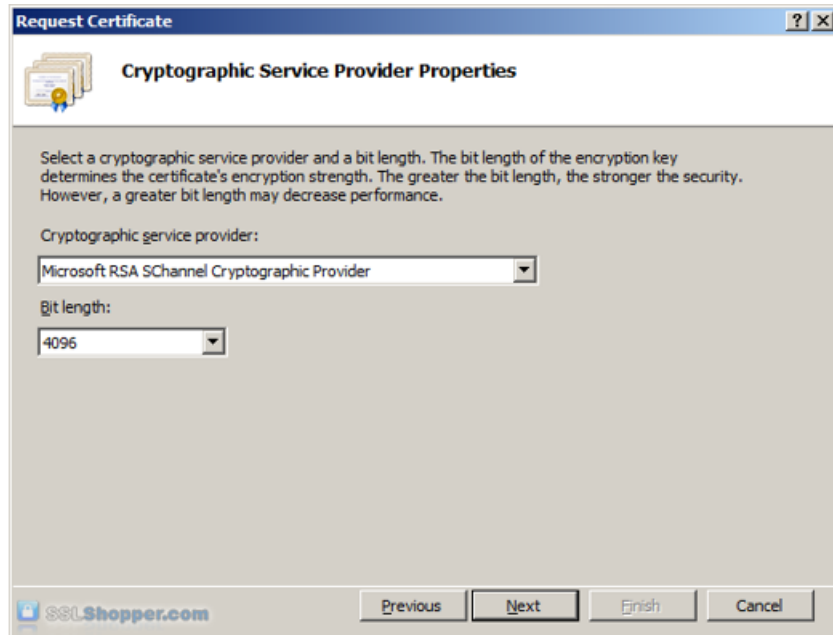 Request Certificate
Cryptographic Service Provider Properties
Select a cryptographic service provider and a bit length. The bit length of the encryption key
determines the certificate's encryption strength. The greater the bit length, the stronger the security.
However, a greater bit length may decrease performance.
Cryptographic service provider:
Microsoft RSA SChannel Cryptographic Provider
Bit length:
4096
SSLShopper.com
Previous Next Finish Cancel